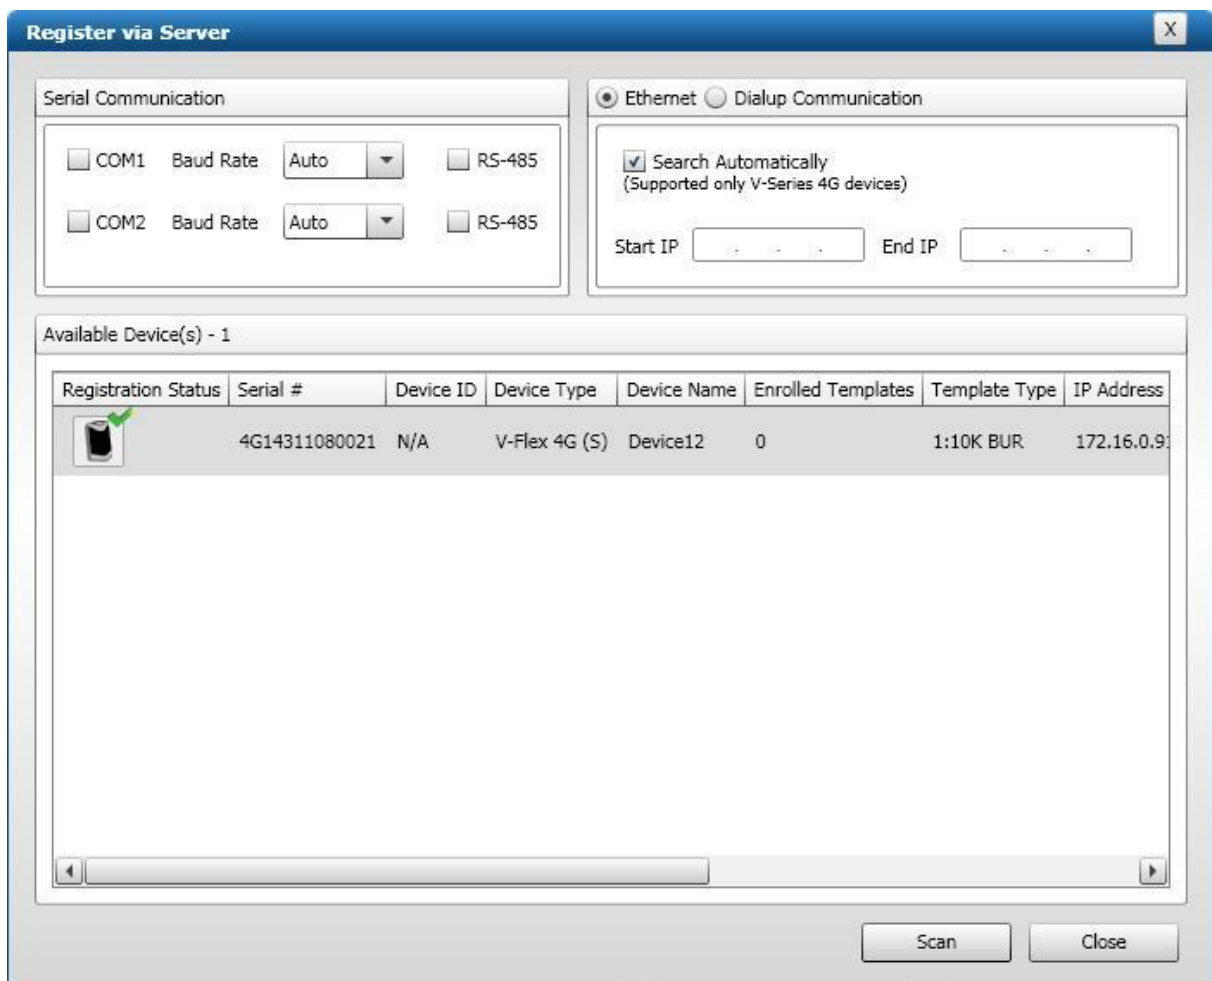 Register via Server X
Serial Communication
Ethernet Dialup Communication
COM1 Baud Rate Auto RS-485
COM2 Baud Rate Auto RS-485
Search Automatically
(Supported only V-Series 4G devices)
Start IP . . . End IP . . .
Available Device(s) - 1
Registration Status Serial # Device ID Device Type Device Name Enrolled Templates Template Type IP Address
4G14311080021 N/A V-Flex 4G (S) Device12 0 1:10K BUR
Scan Close